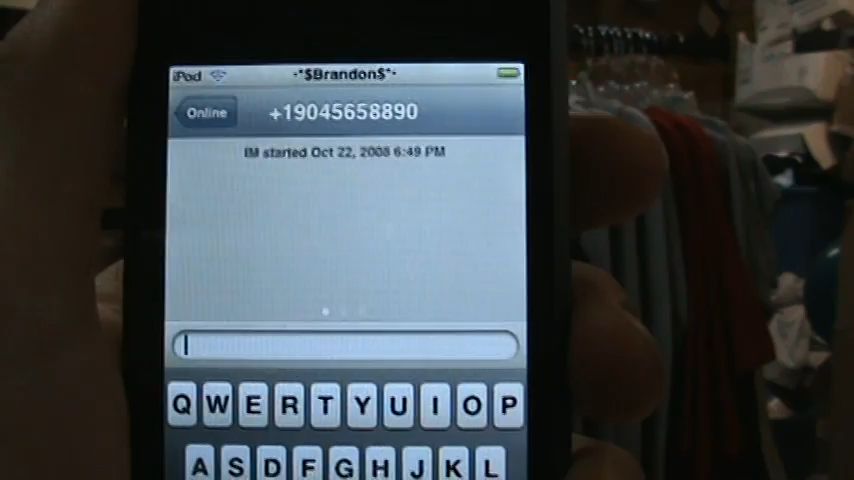 iPod -*$Brandon$*-
Online +19045658890
IM started Oct 22, 2008 6:49 PM
Q W E R T Y U I O P
A S D F G H J K L